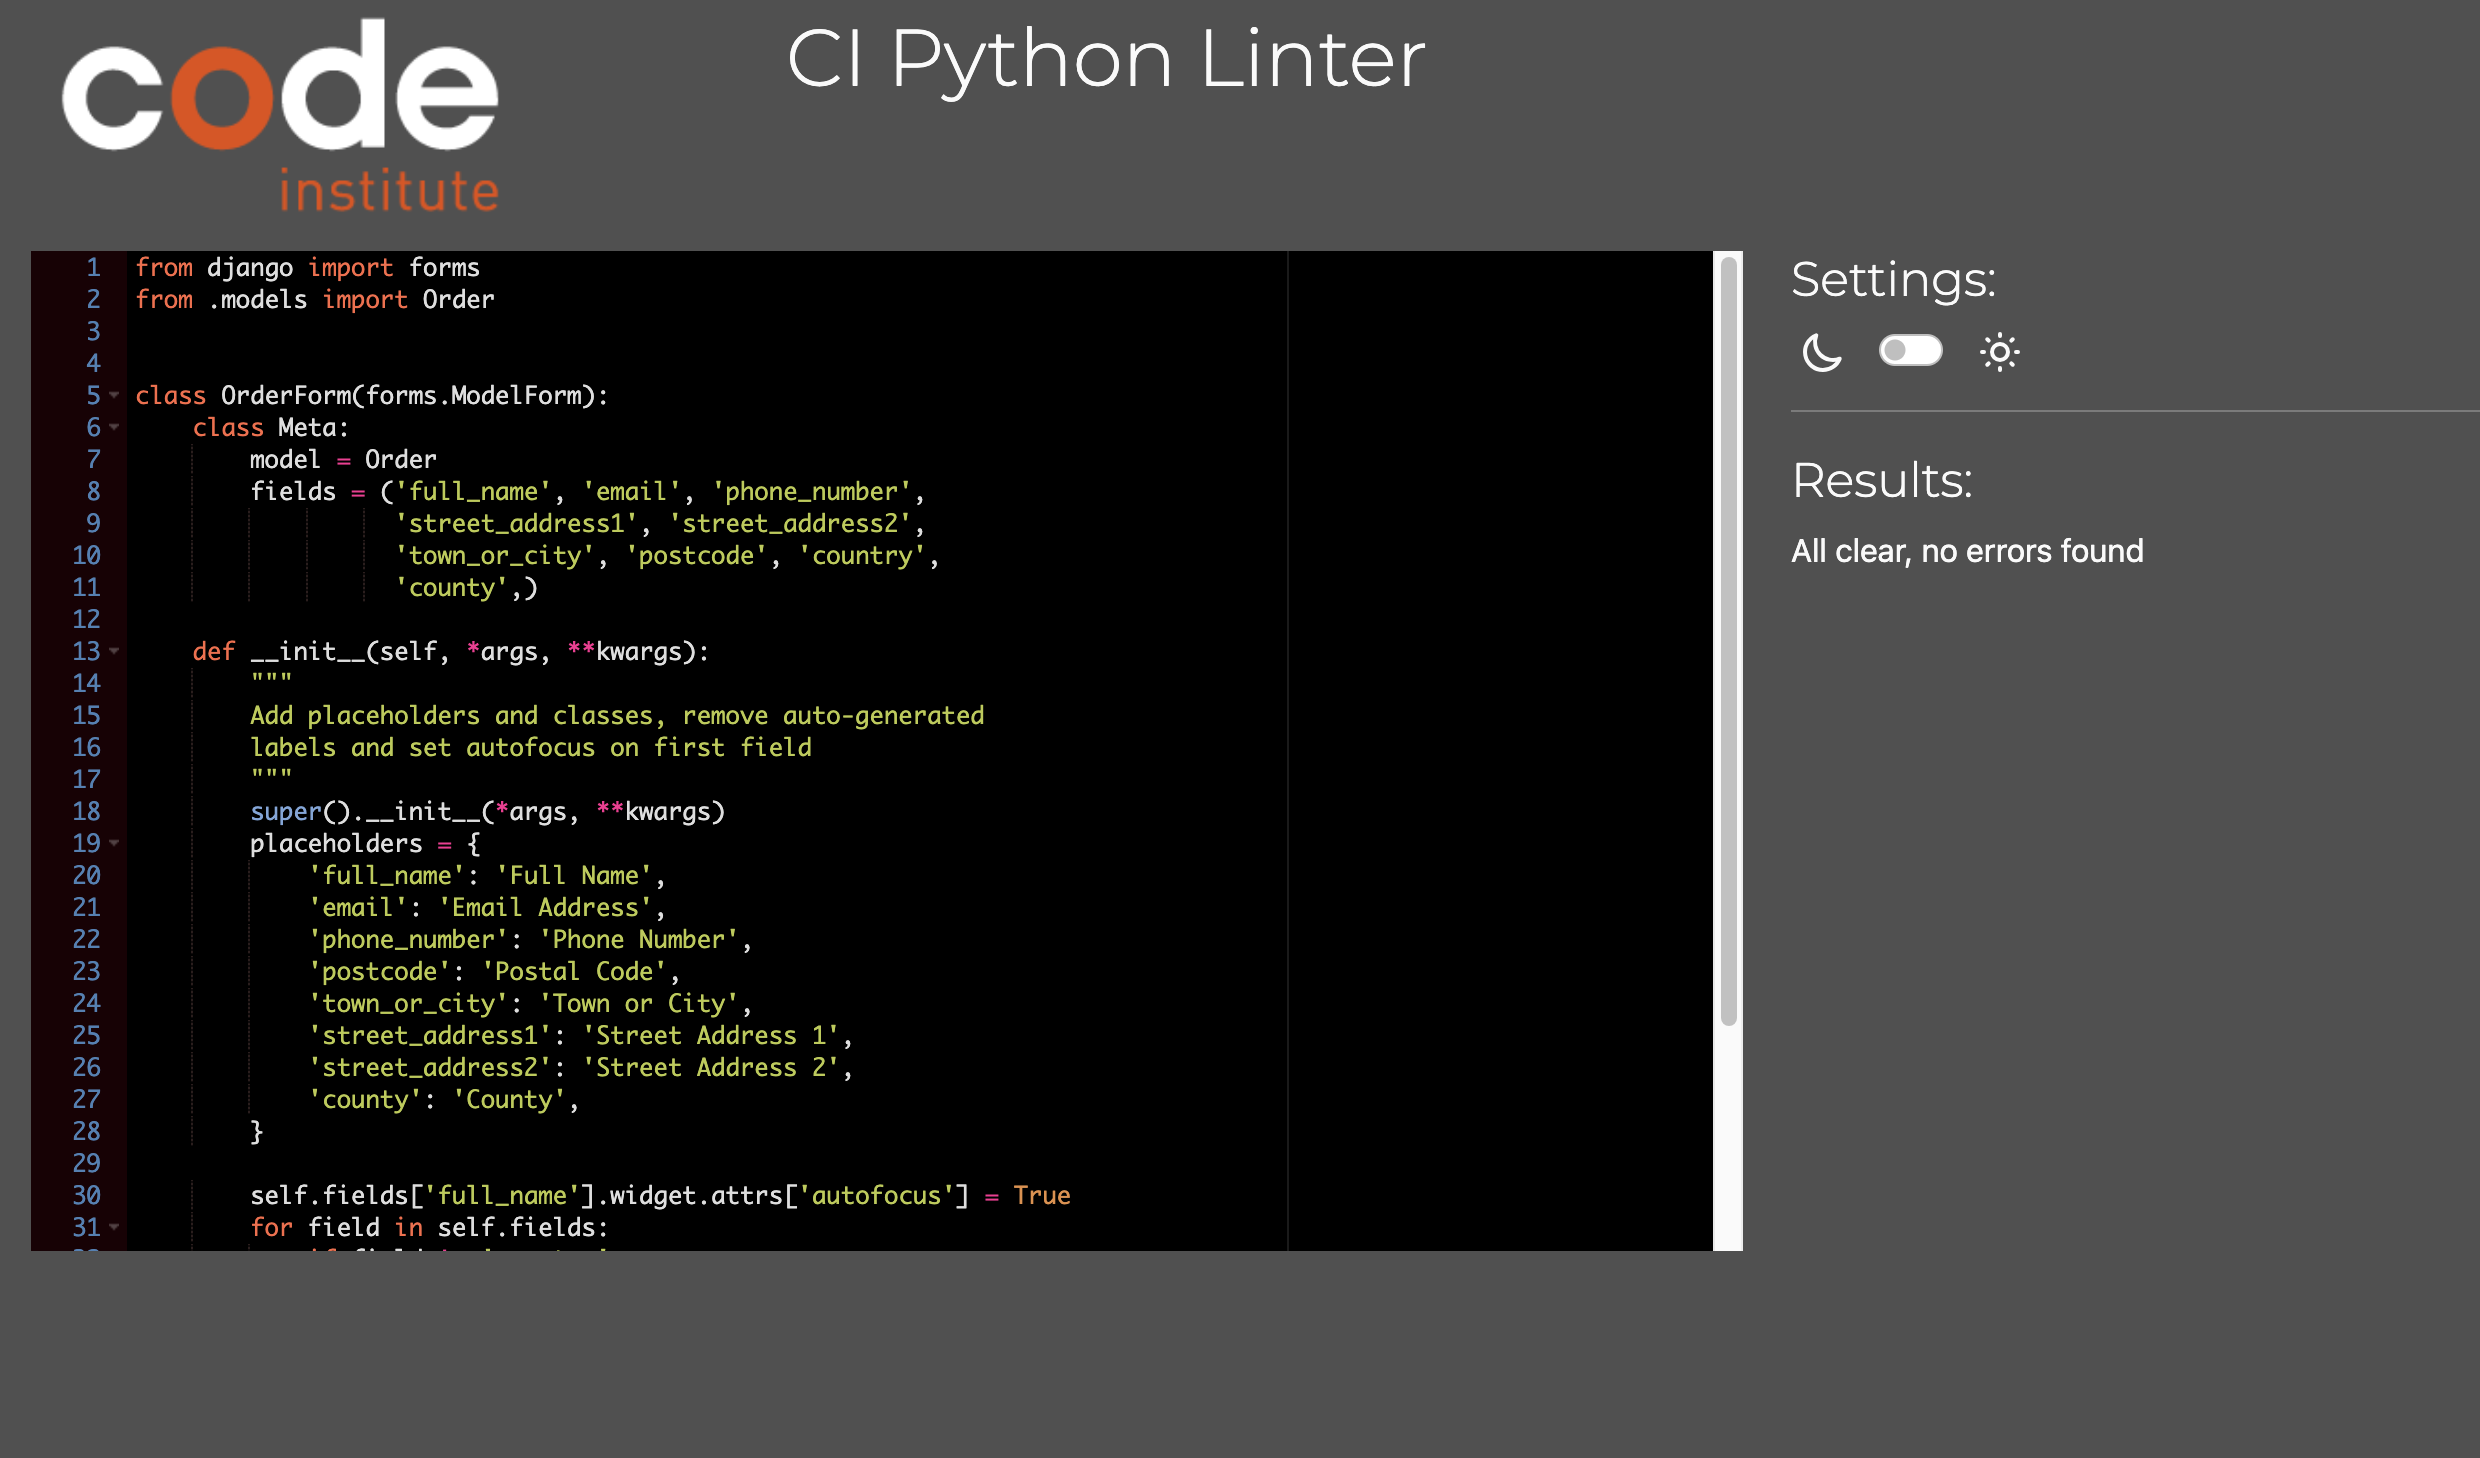 code
institute
CI Python Linter
1 from django import forms
2 from .models import Order
3
4
5 class OrderForm(forms.ModelForm):
6     class Meta:
7         model = Order
8         fields = ('full_name', 'email', 'phone_number',
9                   'street_address1', 'street_address2',
10                   'town_or_city', 'postcode', 'country',
11                   'county',)
12
13     def __init__(self, *args, **kwargs):
14         """
15         Add placeholders and classes, remove auto-generated
16         labels and set autofocus on first field
17         """
18         super().__init__(*args, **kwargs)
19         placeholders = {
20             'full_name': 'Full Name',
21             'email': 'Email Address',
22             'phone_number': 'Phone Number',
23             'postcode': 'Postal Code',
24             'town_or_city': 'Town or City',
25             'street_address1': 'Street Address 1',
26             'street_address2': 'Street Address 2',
27             'county': 'County',
28         }
29
30         self.fields['full_name'].widget.attrs['autofocus'] = True
31         for field in self.fields:
Settings:
Results:
All clear, no errors found